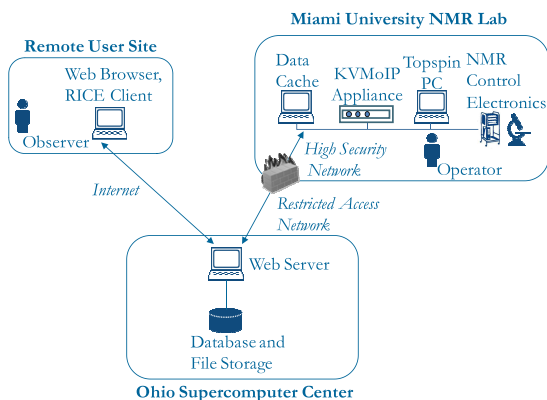 Miami University NMR Lab
Remote User Site
Web Browser,
RICE Client
Observer
Data
Cache
KVMoIP
Appliance
Topspin
PC
NMR
Control
Electronics
High Security
Network
Operator
Internet
Restricted Access
Network
Web Server
Database and
File Storage
Ohio Supercomputer Center